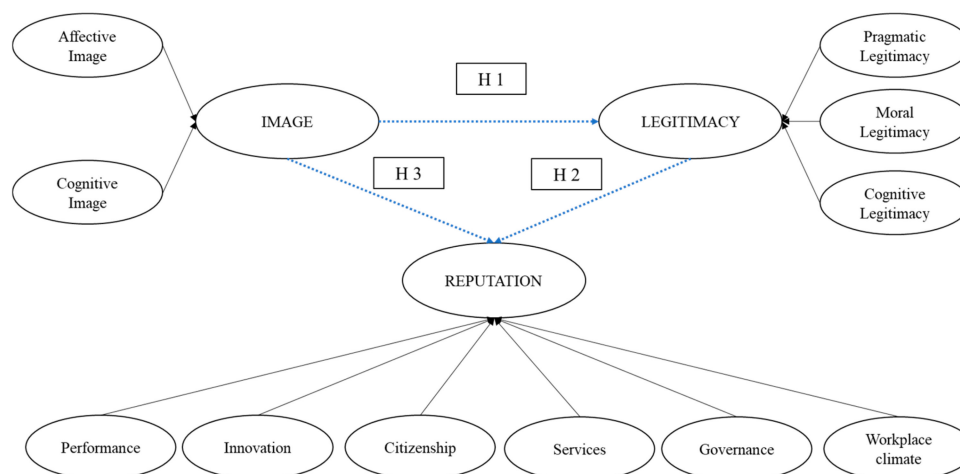 Affective
Image
Pragmatic
Legitimacy
H 1
IMAGE
LEGITIMACY
Moral
Legitimacy
H 3
H 2
Cognitive
Image
Cognitive
Legitimacy
REPUTATION
Performance
Innovation
Citizenship
Services
Governance
Workplace
climate